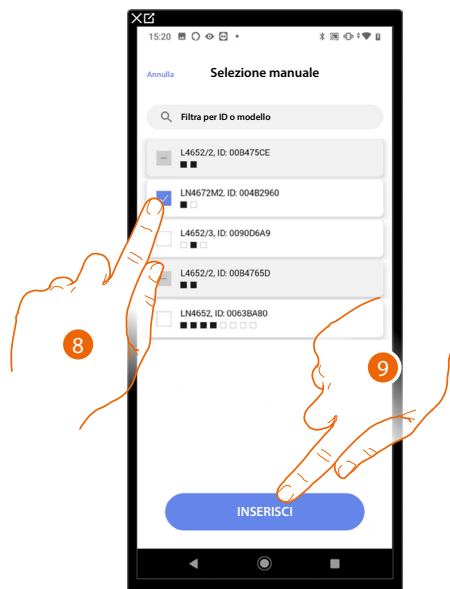 15:20
Annulla Selezione manuale
Filtra per ID o modello
L4652/2, ID: 00B475CE
LN4672M2, ID: 004B2960
L4652/3, ID: 0090D6A9
L4652/2, ID: 00B4765D
LN4652, ID: 0063BA80
8
9
INSERISCI